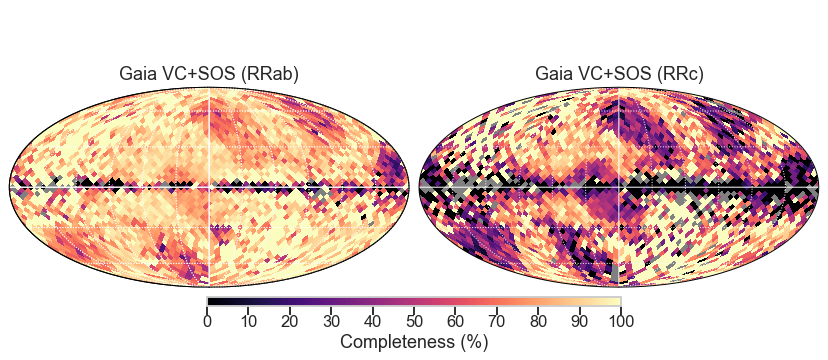 Gaia VC+SOS (RRab)
Gaia VC+SOS (RRc)
0 10 20 30 40 50 60 70 80 90 100
Completeness (%)